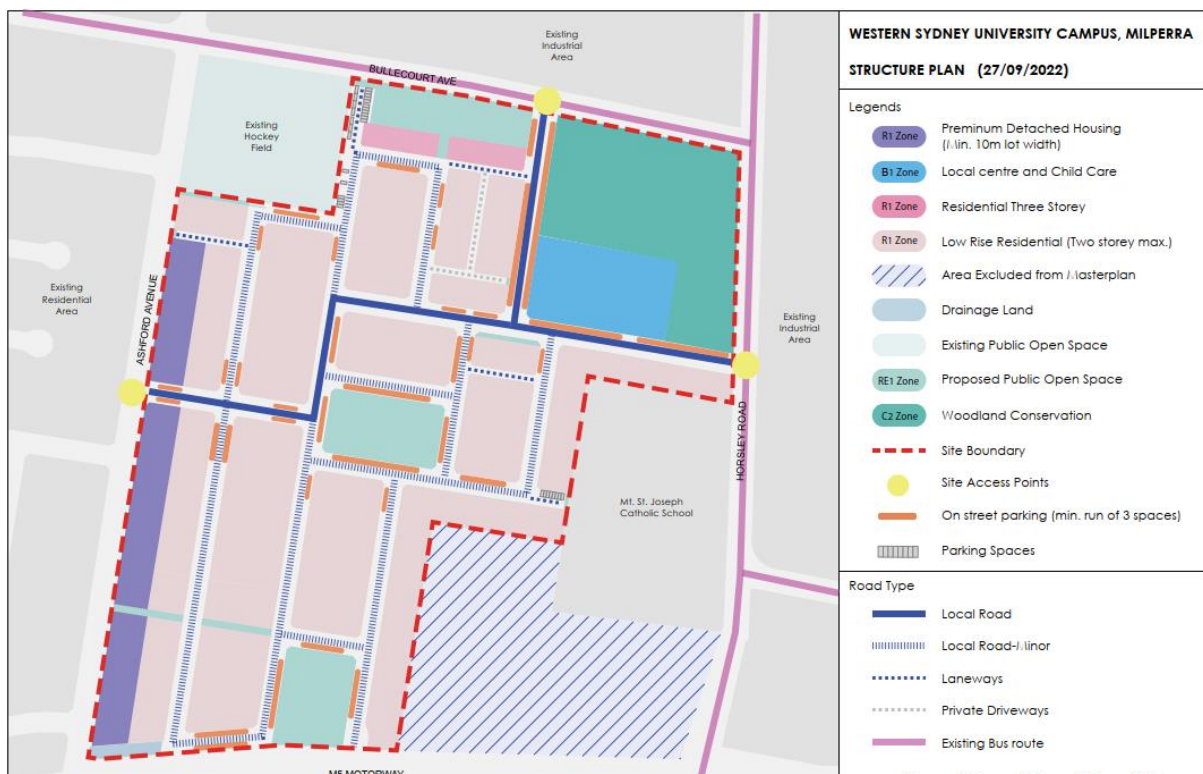 BULLECOURT AVE
Existing
Industrial
Area
Existing
Hockey
Field
Existing
Residential
Area
ASHFORD AVENUE
Existing
Industrial
Area
HORSLEY ROAD
Mt. St. Joseph
Catholic School
M5 MOTORWAY
WESTERN SYDNEY UNIVERSITY CAMPUS, MILPERRA
STRUCTURE PLAN (27/09/2022)
Legends
R1 Zone Preminum Detached Housing
(Min. 10m lot width)
B1 Zone Local centre and Child Care
R1 Zone Residential Three Storey
R1 Zone Low Rise Residential (Two storey max.)
Area Excluded from Masterplan
Drainage Land
Existing Public Open Space
RE1 Zone Proposed Public Open Space
C2 Zone Woodland Conservation
Site Boundary
Site Access Points
On street parking (min. run of 3 spaces)
Parking Spaces
Road Type
Local Road
Local Road-Minor
Laneways
Private Driveways
Existing Bus route